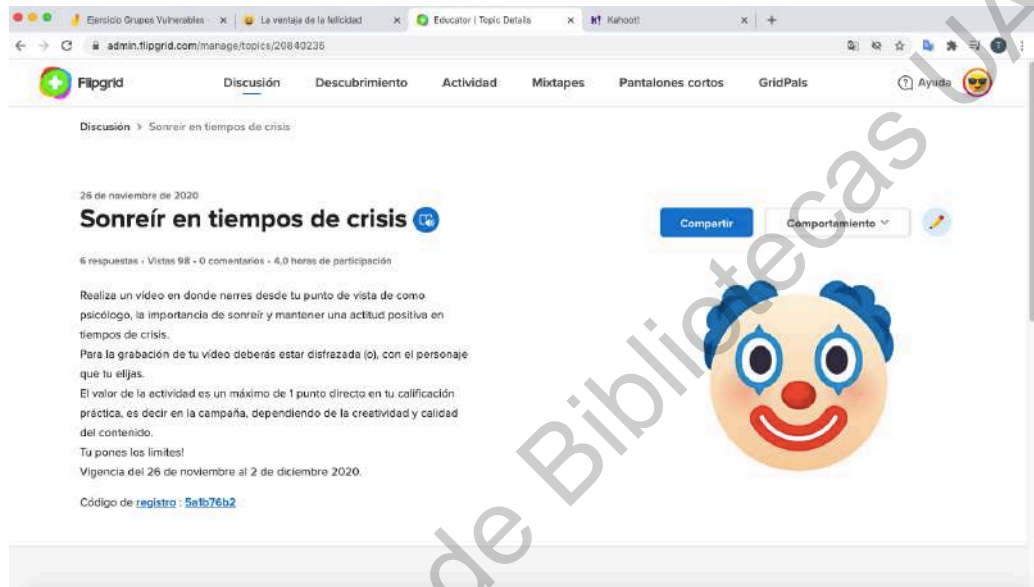 Ejercicio Grupos Vulnerables
La ventaja de la felicidad
Educator | Topic Details
K! Kahoot!
admin.flipgrid.com/manage/topics/20840235
Flipgrid
Discusión
Descubrimiento
Actividad
Mixtapes
Pantalones cortos
GridPals
Ayuda
Discusión > Sonreír en tiempos de crisis
26 de noviembre de 2020
Sonreír en tiempos de crisis
Compartir
Comportamiento
6 respuestas · Vistas 98 · 0 comentarios · 4,0 horas de participación
Realiza un vídeo en donde narres desde tu punto de vista de como
psicólogo, la importancia de sonreír y mantener una actitud positiva en
tiempos de crisis.
Para la grabación de tu vídeo deberás estar disfrazada (o), con el personaje
que tu elijas.
El valor de la actividad es un máximo de 1 punto directo en tu calificación
práctica, es decir en la campaña, dependiendo de la creatividad y calidad
del contenido.
Tu pones los límites!
Vigencia del 26 de noviembre al 2 de diciembre 2020.
Código de registro : 5a1b76b2
de Bibliotecas UA